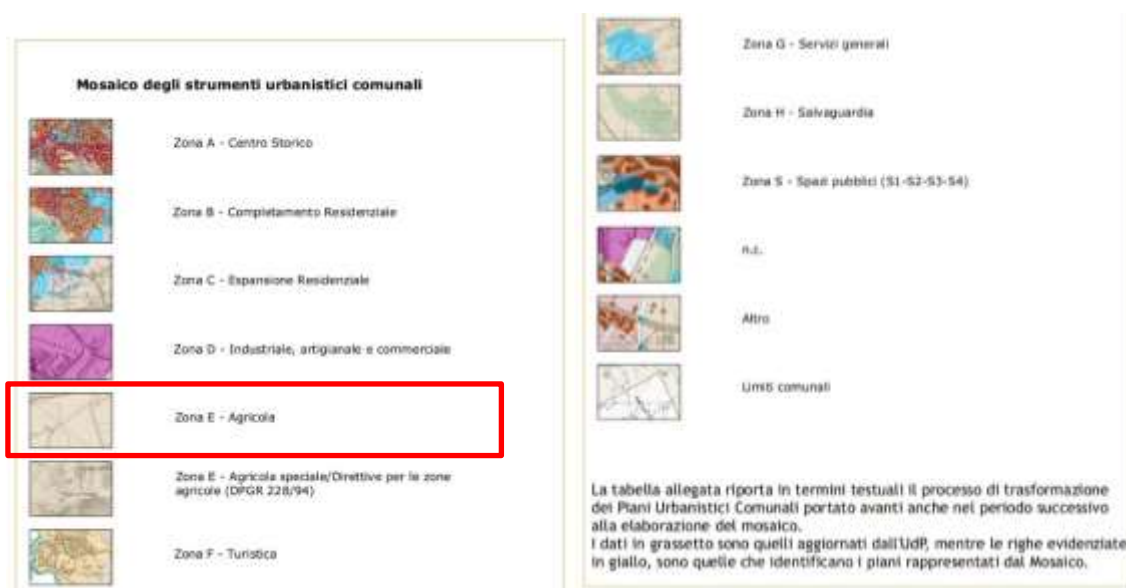 Mosaico degli strumenti urbanistici comunali
Zona A - Centro Storico
Zona B - Completamento Residenziale
Zona C - Espansione Residenziale
Zona D - Industriale, artigianale e commerciale
Zona E - Agricola
Zona E - Agricola speciale/Direttive per le zone
agricole (DPGR 228/94)
Zona F - Turistica
Zona G - Servizi generali
Zona H - Salvaguardia
Zona S - Spazi pubblici (S1-S2-S3-S4)
n.c.
Altro
Limiti comunali
La tabella allegata riporta in termini testuali il processo di trasformazione
dei Piani Urbanistici Comunali portato avanti anche nel periodo successivo
alla elaborazione del mosaico.
I dati in grassetto sono quelli aggiornati dall'UdP, mentre le righe evidenziate
in giallo, sono quelle che identificano i piani rappresentati dal Mosaico.